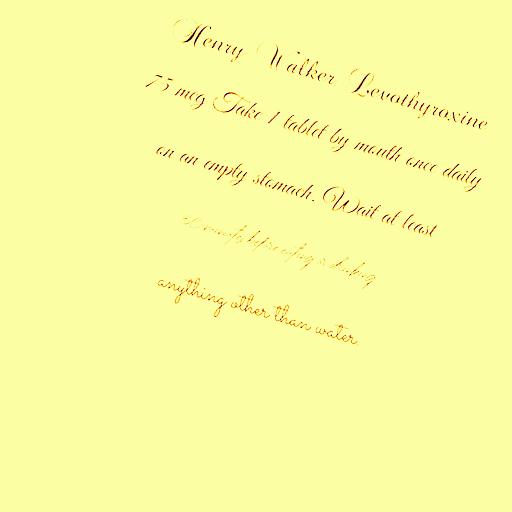 Henry Walker Levothyroxine
75 mcg Take 1 tablet by mouth once daily
on an empty stomach. Wait at least
minutes before eating or drinking
anything other than water.